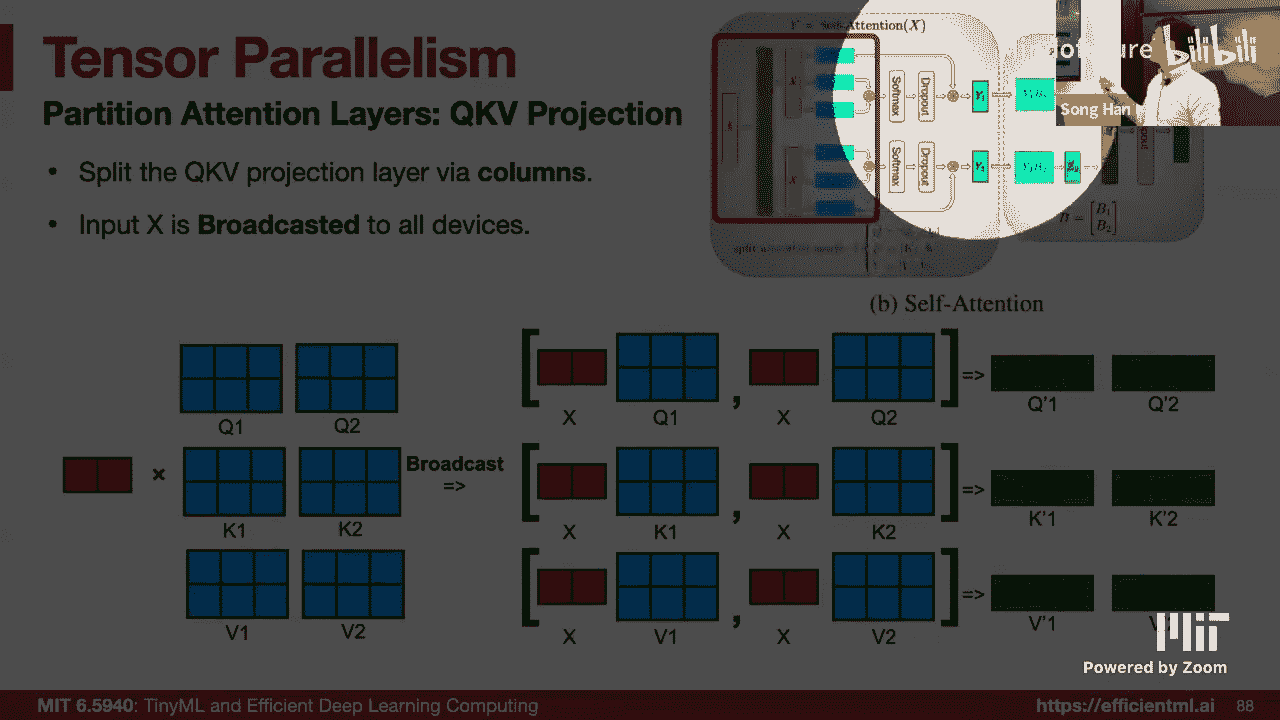 Tensor Parallelism
Partition Attention Layers: QKV Projection
• Split the QKV projection layer via columns.
• Input X is Broadcasted to all devices.
Y = Self-Attention(X)
Softmax
Dropout
Softmax
Dropout
(b) Self-Attention
Song Han
bilibili
Q1
Q2
×
K1
K2
Broadcast
=>
V1
V2
X
Q1
,
X
Q2
=>
Q'1
Q'2
X
K1
,
X
K2
=>
K'1
K'2
X
V1
,
X
V2
=>
V'1
MIT
Powered by Zoom
MIT 6.5940: TinyML and Efficient Deep Learning Computing
https://efficientml.ai
88